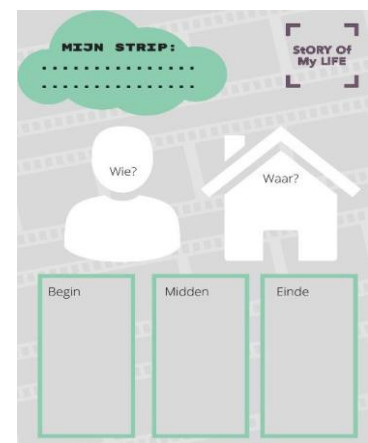 MIJN STRIP:
...............
...............
StORY Of
My LIFE
Wie?
Waar?
Begin
Midden
Einde